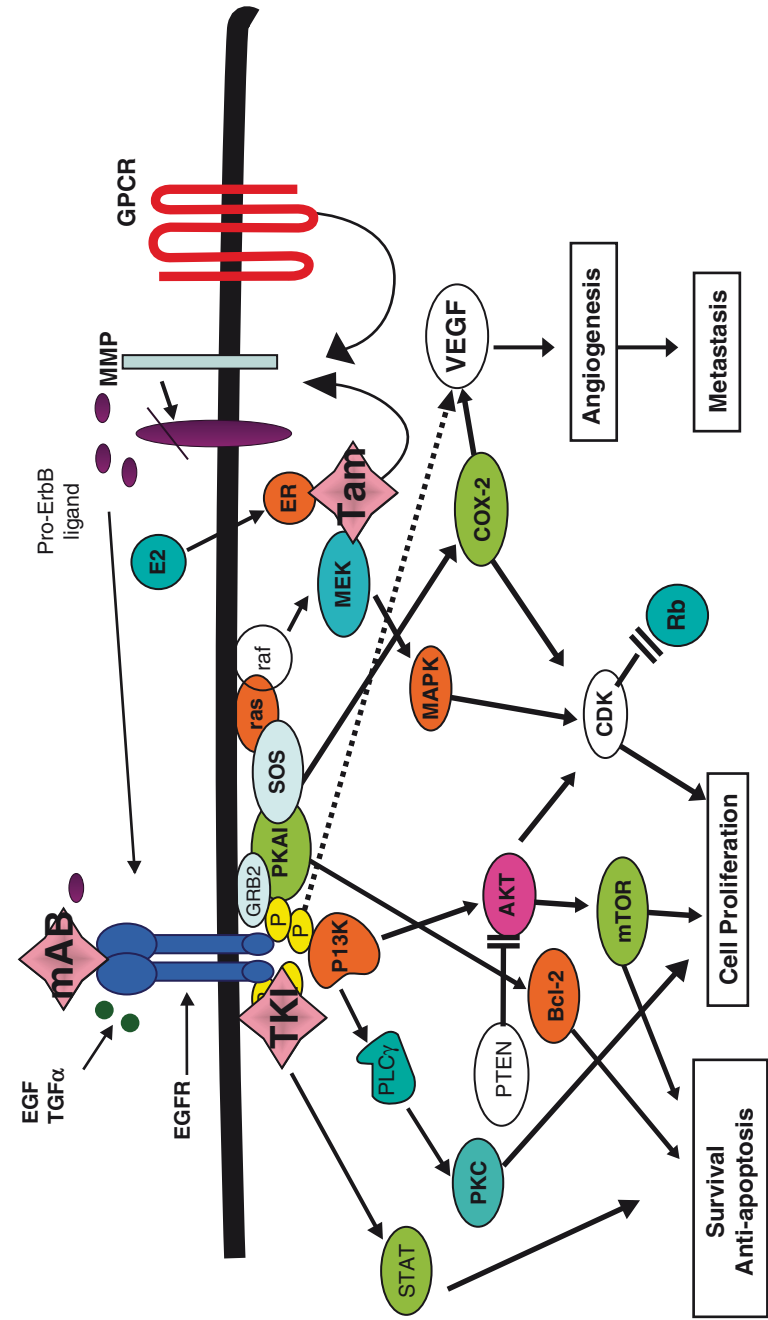 EGF
TGFα
mAB
Pro-ErbB
ligand
MMP
GPCR
EGFR
E2
TKI
P
P
GRB2
PKAI
SOS
ras
raf
ER
Tam
MEK
P13K
PLCγ
STAT
PKC
PTEN
AKT
MAPK
COX-2
VEGF
Bcl-2
mTOR
CDK
Rb
Angiogenesis
Metastasis
Survival
Anti-apoptosis
Cell Proliferation